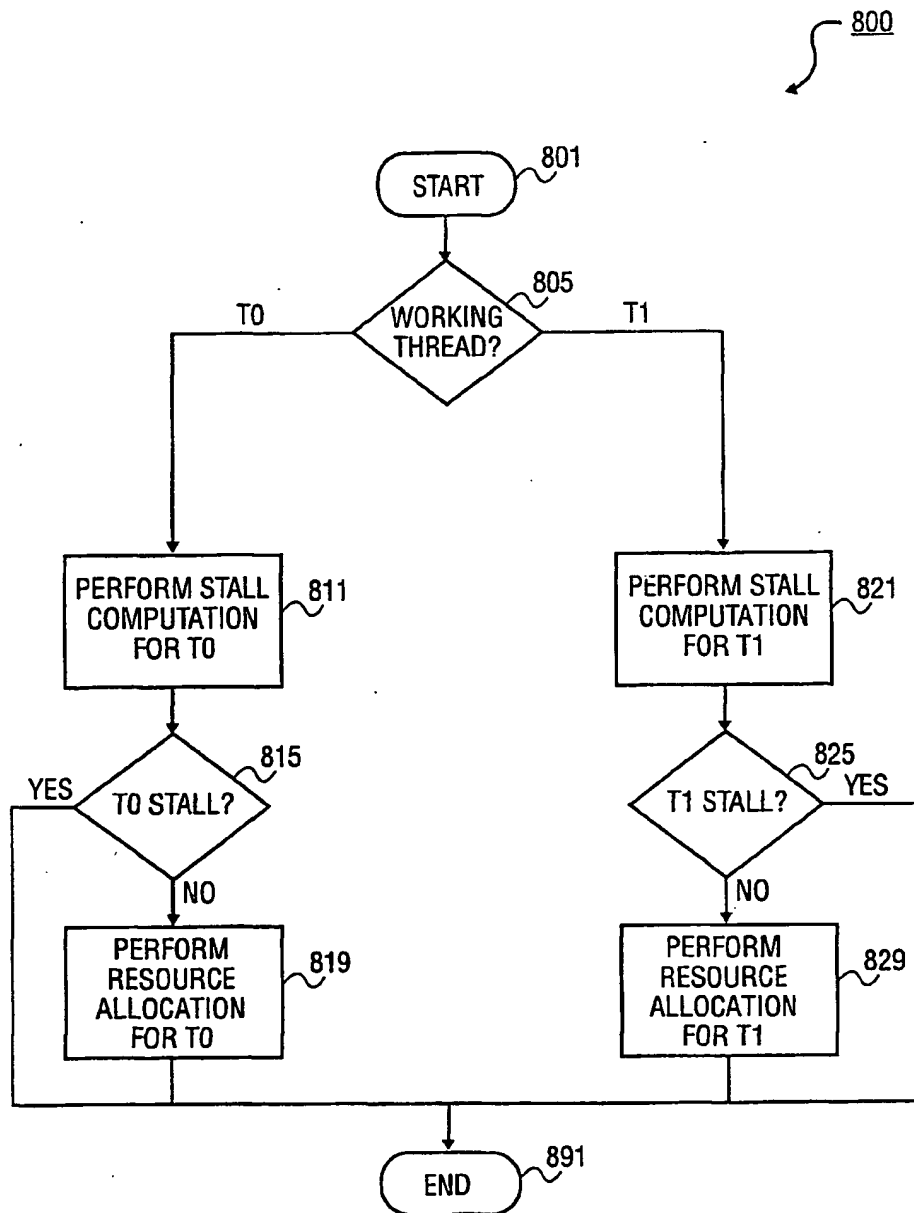 800
START
801
WORKING
THREAD?
805
T0
T1
PERFORM STALL
COMPUTATION
FOR T0
811
PERFORM STALL
COMPUTATION
FOR T1
821
T0 STALL?
815
YES
NO
T1 STALL?
825
YES
NO
PERFORM
RESOURCE
ALLOCATION
FOR T0
819
PERFORM
RESOURCE
ALLOCATION
FOR T1
829
END
891